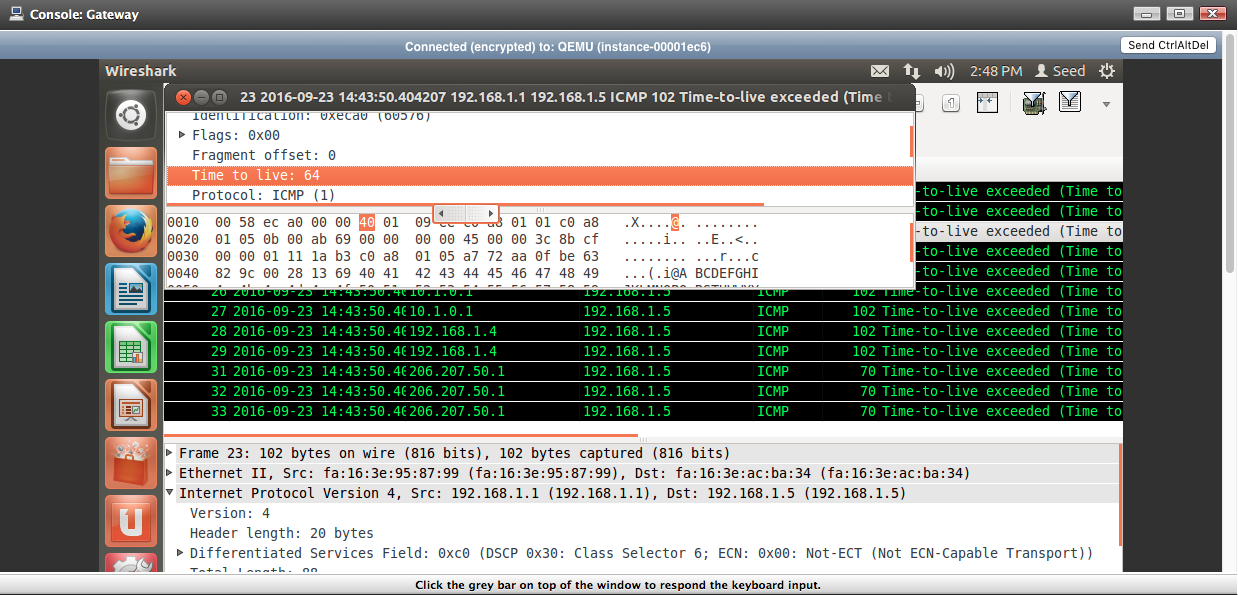 Console: Gateway
Connected (encrypted) to: QEMU (instance-00001ec6)
Send CtrlAltDel
Wireshark
2:48 PM Seed
23 2016-09-23 14:43:50.404207 192.168.1.1 192.168.1.5 ICMP 102 Time-to-live exceeded (Time t
Identification: 0xeca0 (60576)
Flags: 0x00
Fragment offset: 0
Time to live: 64
Protocol: ICMP (1)
-to-live exceeded (Time to
-to-live exceeded (Time to
-to-live exceeded (Time to
-to-live exceeded (Time to
-to-live exceeded (Time to
0010 00 58 ec a0 00 00 40 01 09 01 01 c0 a8 .X....@. ........
0020 01 05 0b 00 ab 69 00 00 00 00 45 00 00 3c 8b cf .....i.. ..E..<..
0030 00 00 01 11 1a b3 c0 a8 01 05 a7 72 aa 0f be 63 ........ ...r...c
0040 82 9c 00 28 13 69 40 41 42 43 44 45 46 47 48 49 ...(.i@A BCDEFGHI
26 2016-09-23 14:43:50.40 10.1.0.1 192.168.1.5 ICMP 102 Time-to-live exceeded (Time to
27 2016-09-23 14:43:50.40 10.1.0.1 192.168.1.5 ICMP 102 Time-to-live exceeded (Time to
28 2016-09-23 14:43:50.40 192.168.1.4 192.168.1.5 ICMP 102 Time-to-live exceeded (Time to
29 2016-09-23 14:43:50.40 192.168.1.4 192.168.1.5 ICMP 102 Time-to-live exceeded (Time to
31 2016-09-23 14:43:50.40 206.207.50.1 192.168.1.5 ICMP 70 Time-to-live exceeded (Time to
32 2016-09-23 14:43:50.40 206.207.50.1 192.168.1.5 ICMP 70 Time-to-live exceeded (Time to
33 2016-09-23 14:43:50.40 206.207.50.1 192.168.1.5 ICMP 70 Time-to-live exceeded (Time to
Frame 23: 102 bytes on wire (816 bits), 102 bytes captured (816 bits)
Ethernet II, Src: fa:16:3e:95:87:99 (fa:16:3e:95:87:99), Dst: fa:16:3e:ac:ba:34 (fa:16:3e:ac:ba:34)
Internet Protocol Version 4, Src: 192.168.1.1 (192.168.1.1), Dst: 192.168.1.5 (192.168.1.5)
Version: 4
Header length: 20 bytes
Differentiated Services Field: 0xc0 (DSCP 0x30: Class Selector 6; ECN: 0x00: Not-ECT (Not ECN-Capable Transport))
Total Length: 88
Click the grey bar on top of the window to respond the keyboard input.